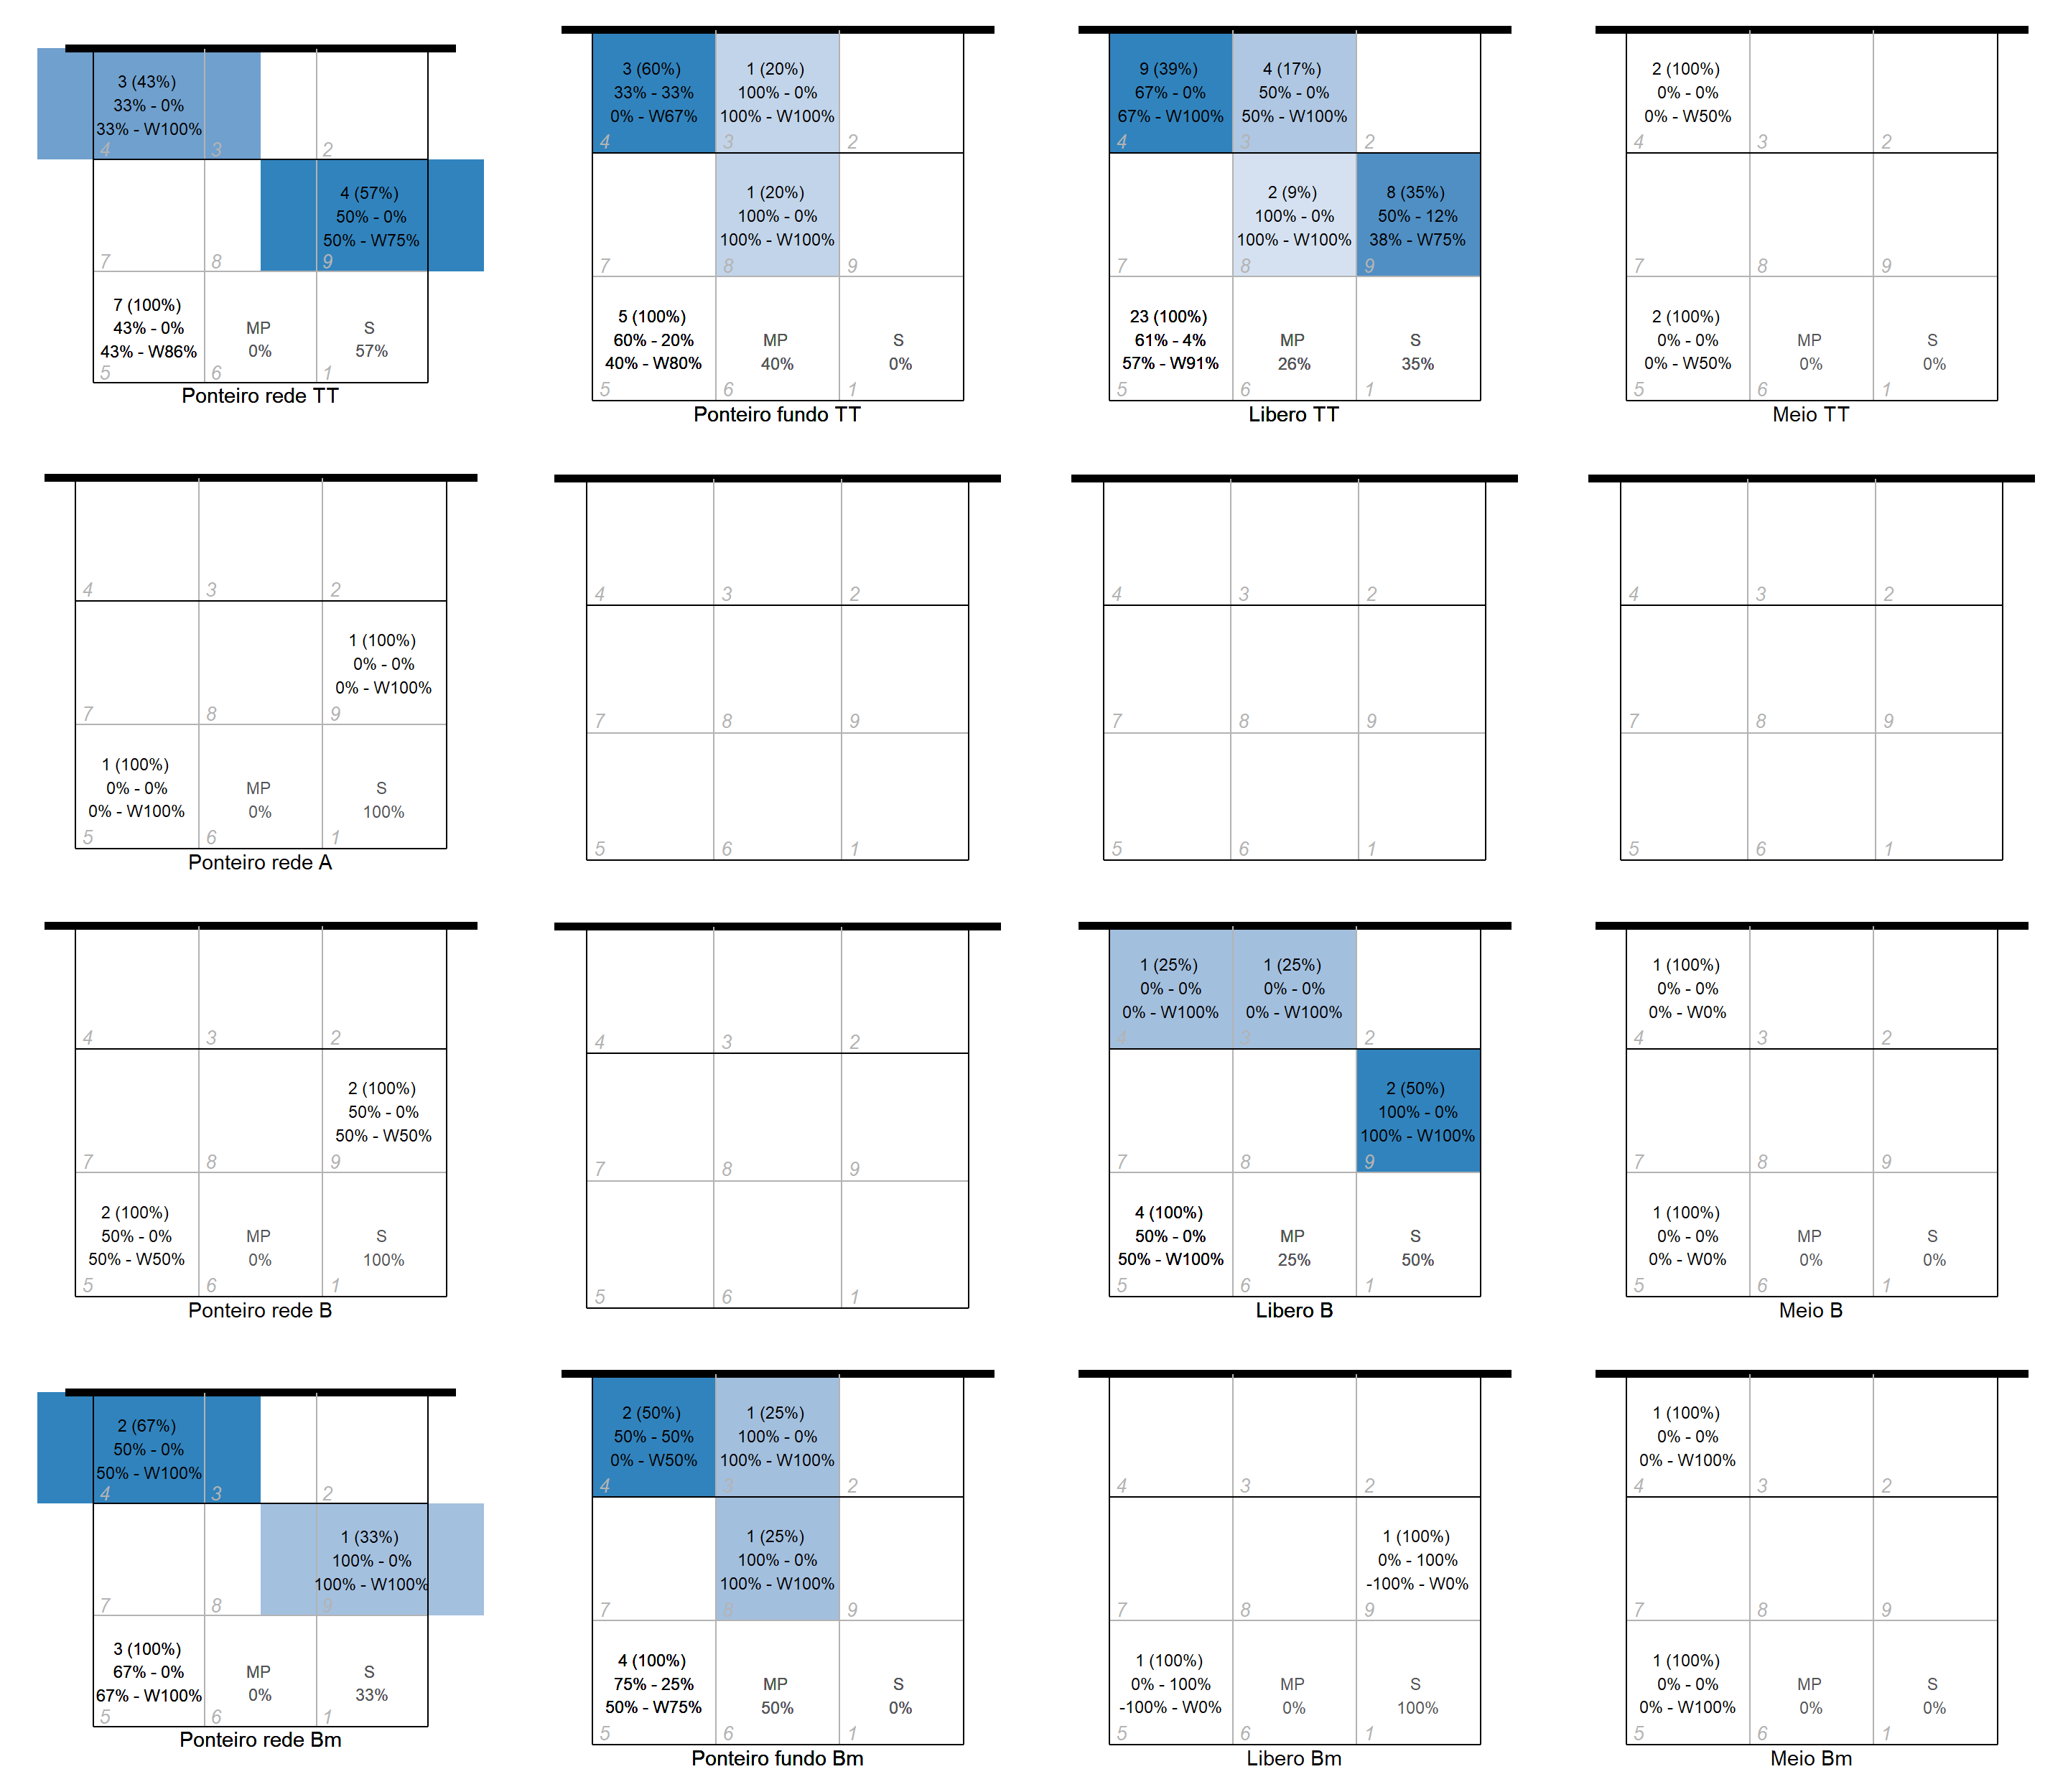 3 (43%)
33% - 0%
33% - W100%
4
3
2
4 (57%)
50% - 0%
50% - W75%
7
8
9
7 (100%)
43% - 0%
43% - W86%
MP
0%
S
57%
5
6
1
Ponteiro rede TT
3 (60%)
33% - 33%
0% - W67%
1 (20%)
100% - 0%
100% - W100%
4
3
2
1 (20%)
100% - 0%
100% - W100%
7
8
9
5 (100%)
60% - 20%
40% - W80%
MP
40%
S
0%
5
6
1
Ponteiro fundo TT
9 (39%)
67% - 0%
67% - W100%
4 (17%)
50% - 0%
50% - W100%
4
3
2
2 (9%)
100% - 0%
100% - W100%
8 (35%)
50% - 12%
38% - W75%
7
8
9
23 (100%)
61% - 4%
57% - W91%
MP
26%
S
35%
5
6
1
Libero TT
2 (100%)
0% - 0%
0% - W50%
4
3
2
7
8
9
2 (100%)
0% - 0%
0% - W50%
MP
0%
S
0%
5
6
1
Meio TT
4
3
2
1 (100%)
0% - 0%
0% - W100%
7
8
9
1 (100%)
0% - 0%
0% - W100%
MP
0%
S
100%
5
6
1
Ponteiro rede A
4
3
2
7
8
9
5
6
1
4
3
2
7
8
9
5
6
1
4
3
2
7
8
9
5
6
1
4
3
2
2 (100%)
50% - 0%
50% - W50%
7
8
9
2 (100%)
50% - 0%
50% - W50%
MP
0%
S
100%
5
6
1
Ponteiro rede B
4
3
2
7
8
9
5
6
1
1 (25%)
0% - 0%
0% - W100%
1 (25%)
0% - 0%
0% - W100%
4
3
2
2 (50%)
100% - 0%
100% - W100%
7
8
9
4 (100%)
50% - 0%
50% - W100%
MP
25%
S
50%
5
6
1
Libero B
1 (100%)
0% - 0%
0% - W0%
4
3
2
7
8
9
1 (100%)
0% - 0%
0% - W0%
MP
0%
S
0%
5
6
1
Meio B
2 (67%)
50% - 0%
50% - W100%
4
3
2
1 (33%)
100% - 0%
100% - W100%
7
8
9
3 (100%)
67% - 0%
67% - W100%
MP
0%
S
33%
5
6
1
Ponteiro rede Bm
2 (50%)
50% - 50%
0% - W50%
1 (25%)
100% - 0%
100% - W100%
4
3
2
1 (25%)
100% - 0%
100% - W100%
7
8
9
4 (100%)
75% - 25%
50% - W75%
MP
50%
S
0%
5
6
1
Ponteiro fundo Bm
4
3
2
1 (100%)
0% - 100%
-100% - W0%
7
8
9
1 (100%)
0% - 100%
-100% - W0%
MP
0%
S
100%
5
6
1
Libero Bm
1 (100%)
0% - 0%
0% - W100%
4
3
2
7
8
9
1 (100%)
0% - 0%
0% - W100%
MP
0%
S
0%
5
6
1
Meio Bm